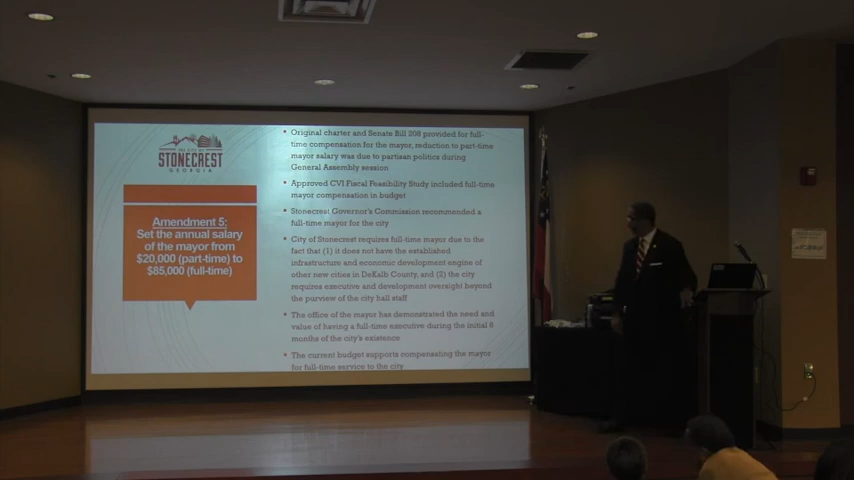 THE CITY OF
STONECREST
GEORGIA
Amendment 5:
Set the annual salary
of the mayor from
$20,000 (part-time) to
$85,000 (full-time)
• Original charter and Senate Bill 208 provided for full-
time compensation for the mayor, reduction to part-time
mayor salary was due to partisan politics during
General Assembly session
• Approved CVI Fiscal Feasibility Study included full-time
mayor compensation in budget
• Stonecrest Governor's Commission recommended a
full-time mayor for the city
• City of Stonecrest requires full-time mayor due to the
fact that (1) it does not have the established
infrastructure and economic development engine of
other new cities in DeKalb County, and (2) the city
requires executive and development oversight beyond
the purview of the city hall staff
• The office of the mayor has demonstrated the need and
value of having a full-time executive during the initial 8
months of the city's existence
• The current budget supports compensating the mayor
for full-time service to the city